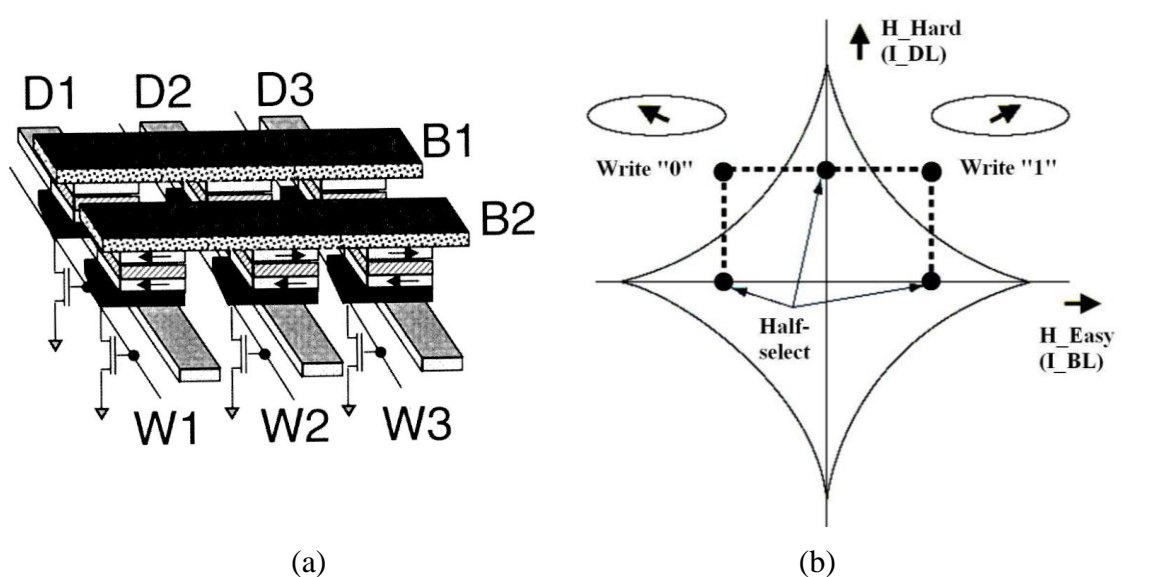 D1 D2 D3
B1
B2
W1 W2 W3
(a)
H_Hard
(I_DL)
Write "0"
Write "1"
Half-
select
H_Easy
(I_BL)
(b)